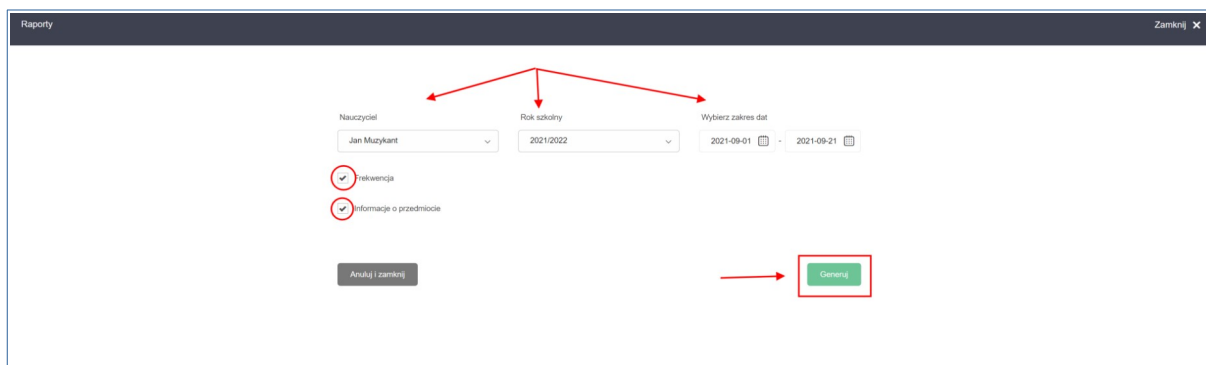 Raporty Zamknij
Nauczyciel Rok szkolny Wybierz zakres dat
Jan Muzykant 2021/2022 2021-09-01 - 2021-09-21
Frekwencja
Informacje o przedmiocie
Anuluj i zamknij Generuj